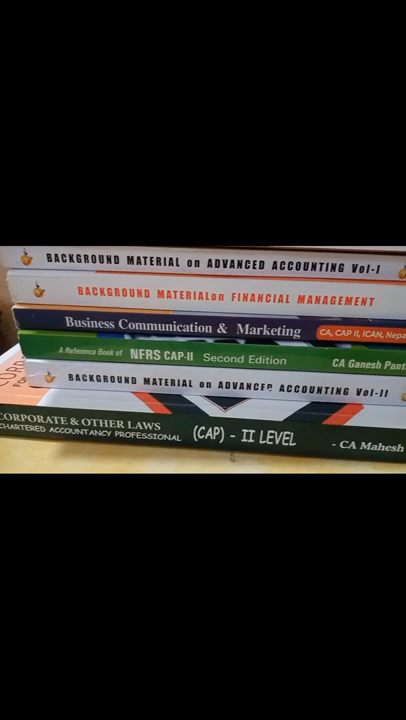 BACKGROUND MATERIAL on ADVANCED ACCOUNTING Vol-I
BACKGROUND MATERIALon FINANCIAL MANAGEMENT
Business Communication & Marketing CA, CAP II, ICAN, Nepa
A Reference Book of NFRS CAP-II Second Edition CA Ganesh Pant
BACKGROUND MATERIAL on ADVANCED ACCOUNTING Vol-II
CORPORATE & OTHER LAWS
CHARTERED ACCOUNTANCY PROFESSIONAL (CAP) - II LEVEL - CA Mahesh